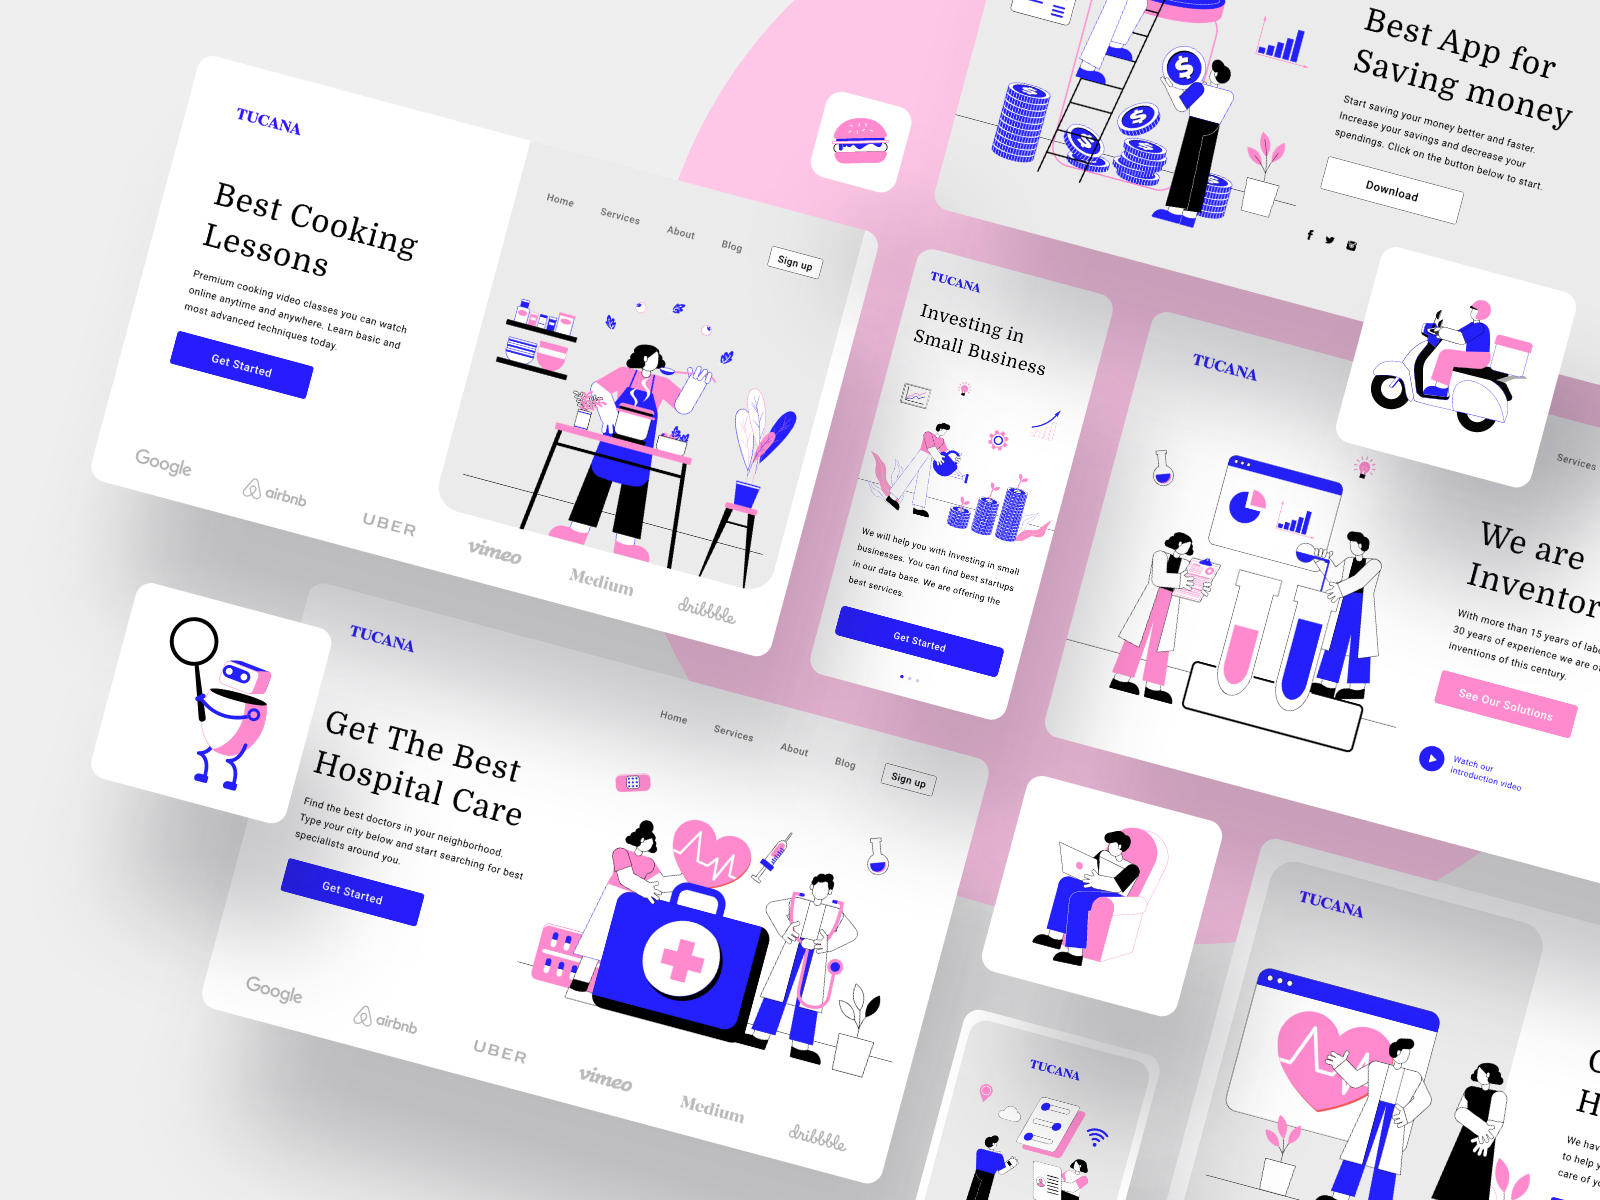 TUCANA
Best Cooking
Lessons
Premium cooking video classes you can watch
online anytime and anywhere. Learn basic and
most advanced techniques today.
Get Started
Home
Services
About
Blog
Sign up
Google
airbnb
UBER
vimeo
Medium
dribbble
Best App for
Saving money
Start saving your money better and faster.
Increase your savings and decrease your
spendings. Click on the button below to start.
Download
TUCANA
Investing in
Small Business
We will help you with investing in small
businesses. You can find best startups
in our data base. We are offering the
best services.
Get Started
TUCANA
Services
We are
With more than 15 years of
30 years of experience we are
inventions of this century.
See Our Solutions
Watch our
introduction video
TUCANA
Home
Services
About
Blog
Sign up
Get The Best
Hospital Care
Find the best doctors in your neighborhood.
Type your city below and start searching for best
specialists around you.
Get Started
Google
airbnb
UBER
vimeo
Medium
dribbble
TUCANA
TUCANA
We
to help
care of